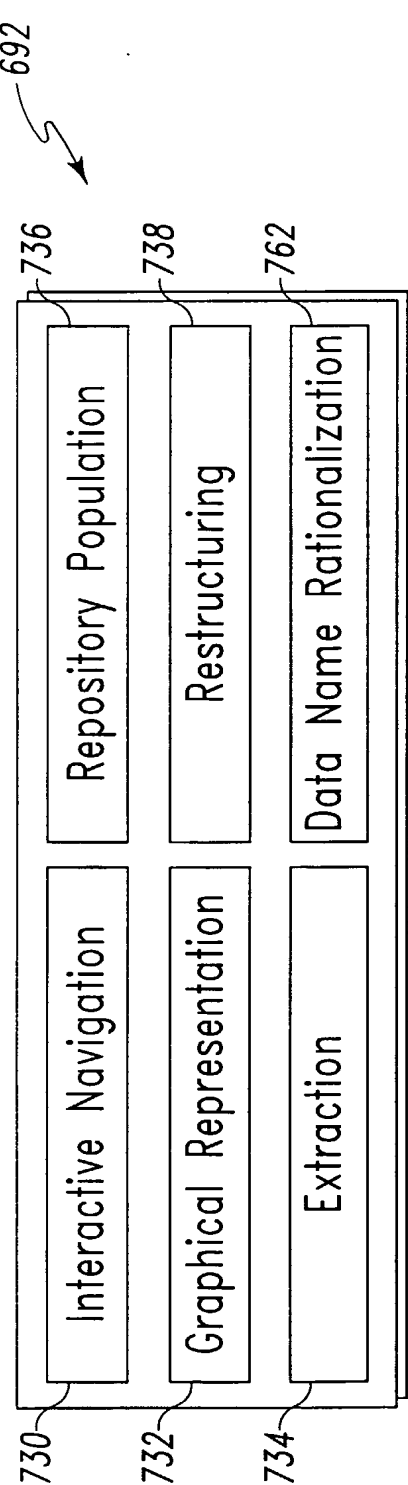 692
730
Interactive Navigation
Repository Population
736
732
Graphical Representation
Restructuring
738
734
Extraction
Data Name Rationalization
762